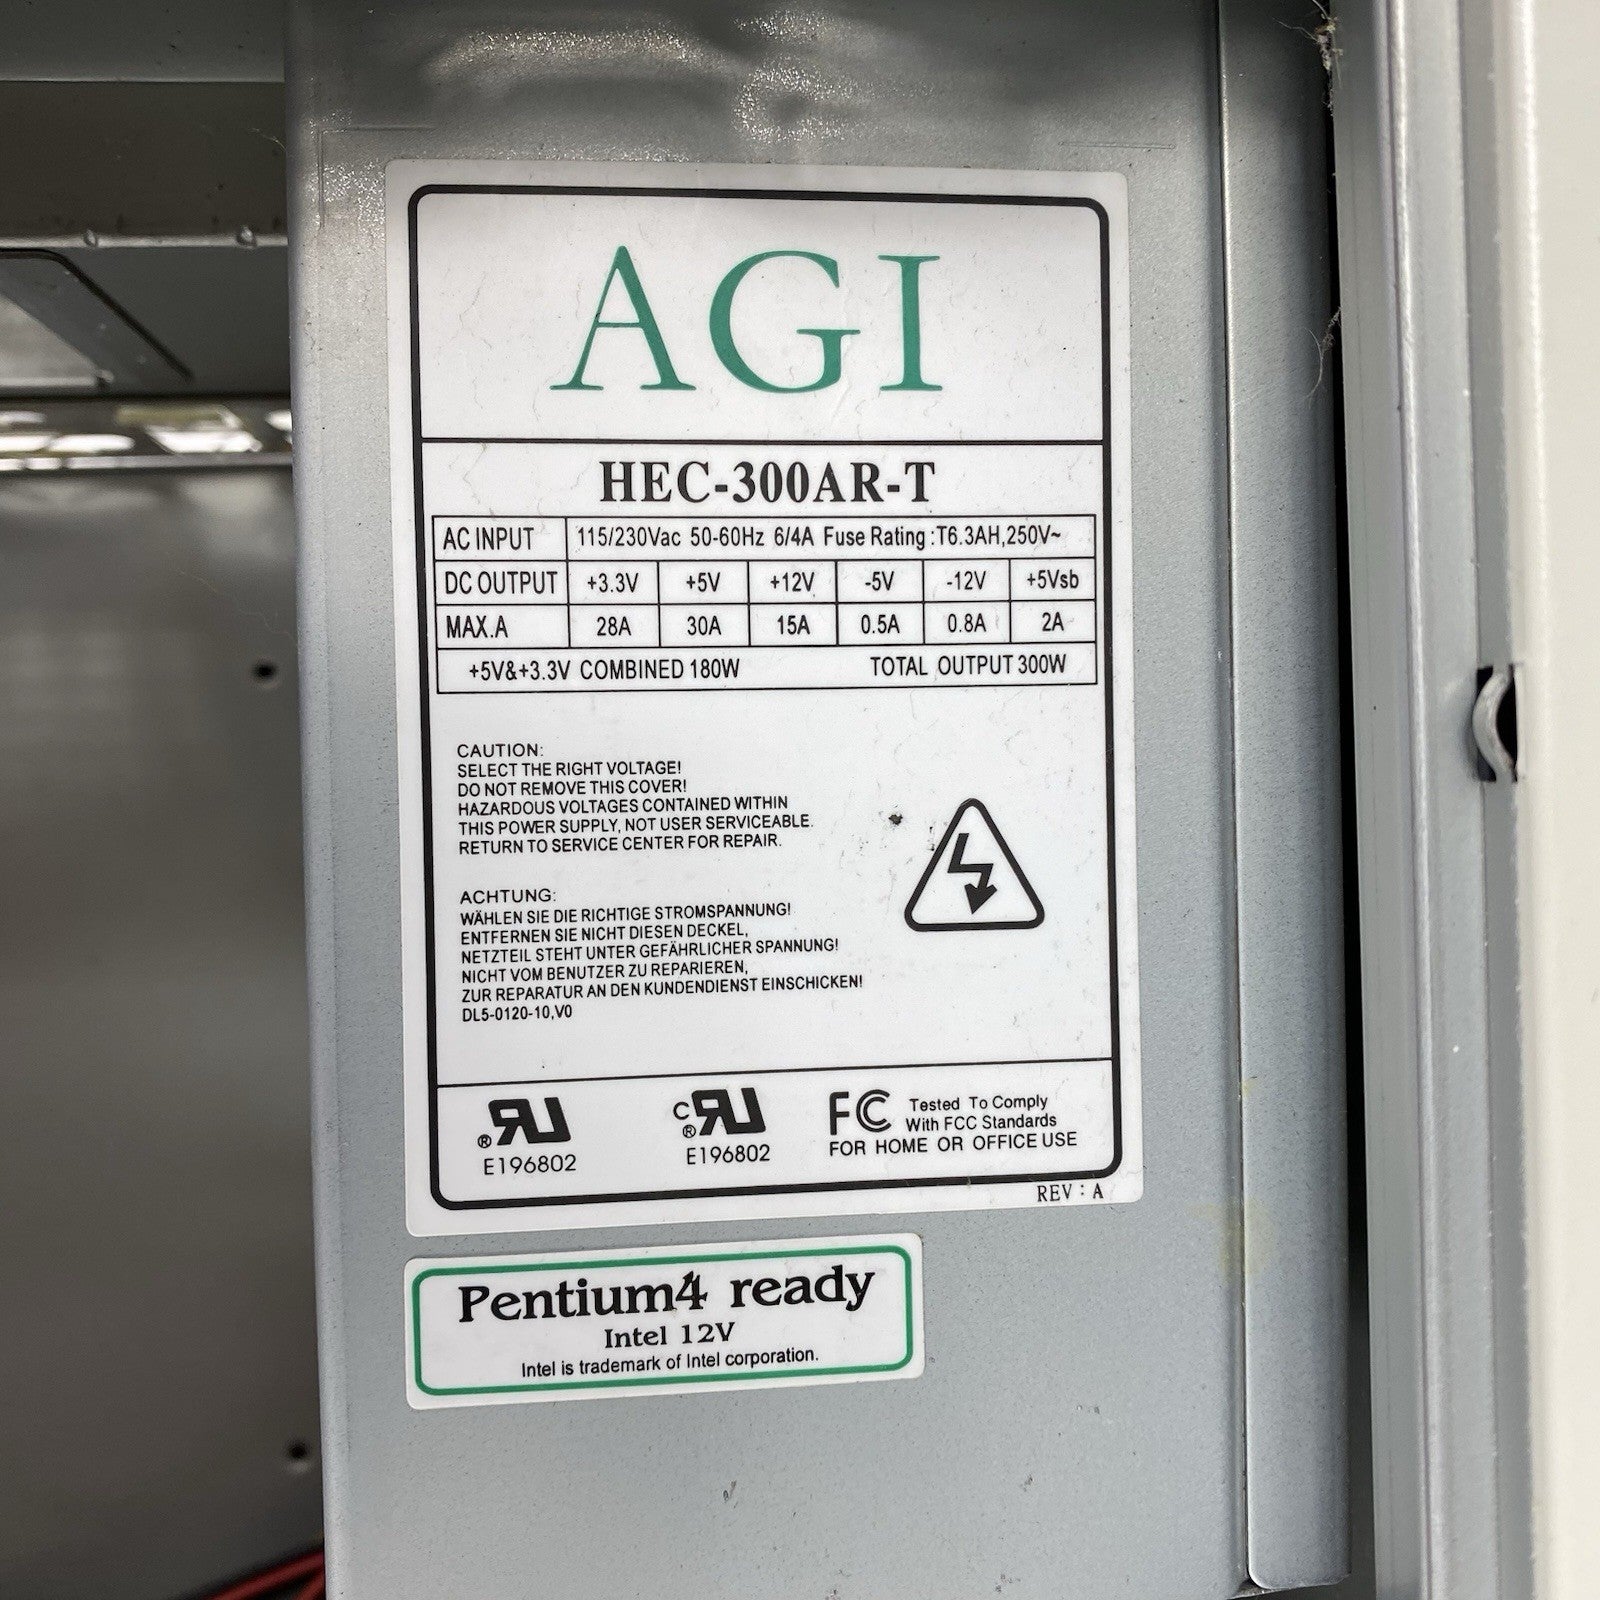 AGI
HEC-300AR-T
AC INPUT 115/230Vac 50-60Hz 6/4A Fuse Rating :T6.3AH,250V~
DC OUTPUT +3.3V +5V +12V -5V -12V +5Vsb
MAX.A 28A 30A 15A 0.5A 0.8A 2A
+5V&+3.3V COMBINED 180W TOTAL OUTPUT 300W
CAUTION:
SELECT THE RIGHT VOLTAGE!
DO NOT REMOVE THIS COVER!
HAZARDOUS VOLTAGES CONTAINED WITHIN
THIS POWER SUPPLY, NOT USER SERVICEABLE.
RETURN TO SERVICE CENTER FOR REPAIR.
ACHTUNG:
WÄHLEN SIE DIE RICHTIGE STROMSPANNUNG!
ENTFERNEN SIE NICHT DIESEN DECKEL,
NETZTEIL STEHT UNTER GEFÄHRLICHER SPANNUNG!
NICHT VOM BENUTZER ZU REPARIEREN,
ZUR REPARATUR AN DEN KUNDENDIENST EINSCHICKEN!
DL5-0120-10,V0
RU ®
E196802
c RU ®
E196802
FC Tested To Comply
With FCC Standards
FOR HOME OR OFFICE USE
REV : A
Pentium4 ready
Intel 12V
Intel is trademark of Intel corporation.